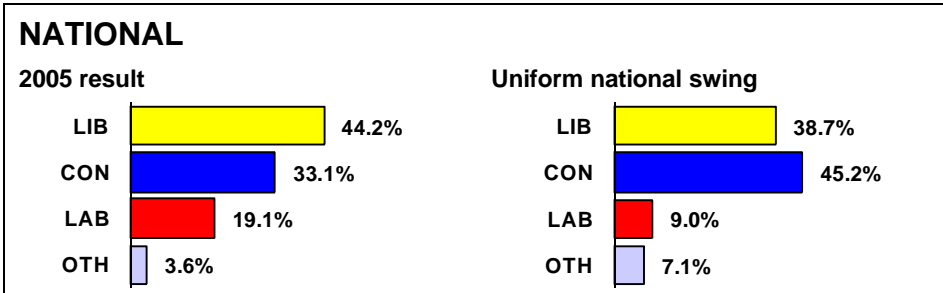 NATIONAL
2005 result
LIB 44.2%
CON 33.1%
LAB 19.1%
OTH 3.6%
Uniform national swing
LIB 38.7%
CON 45.2%
LAB 9.0%
OTH 7.1%